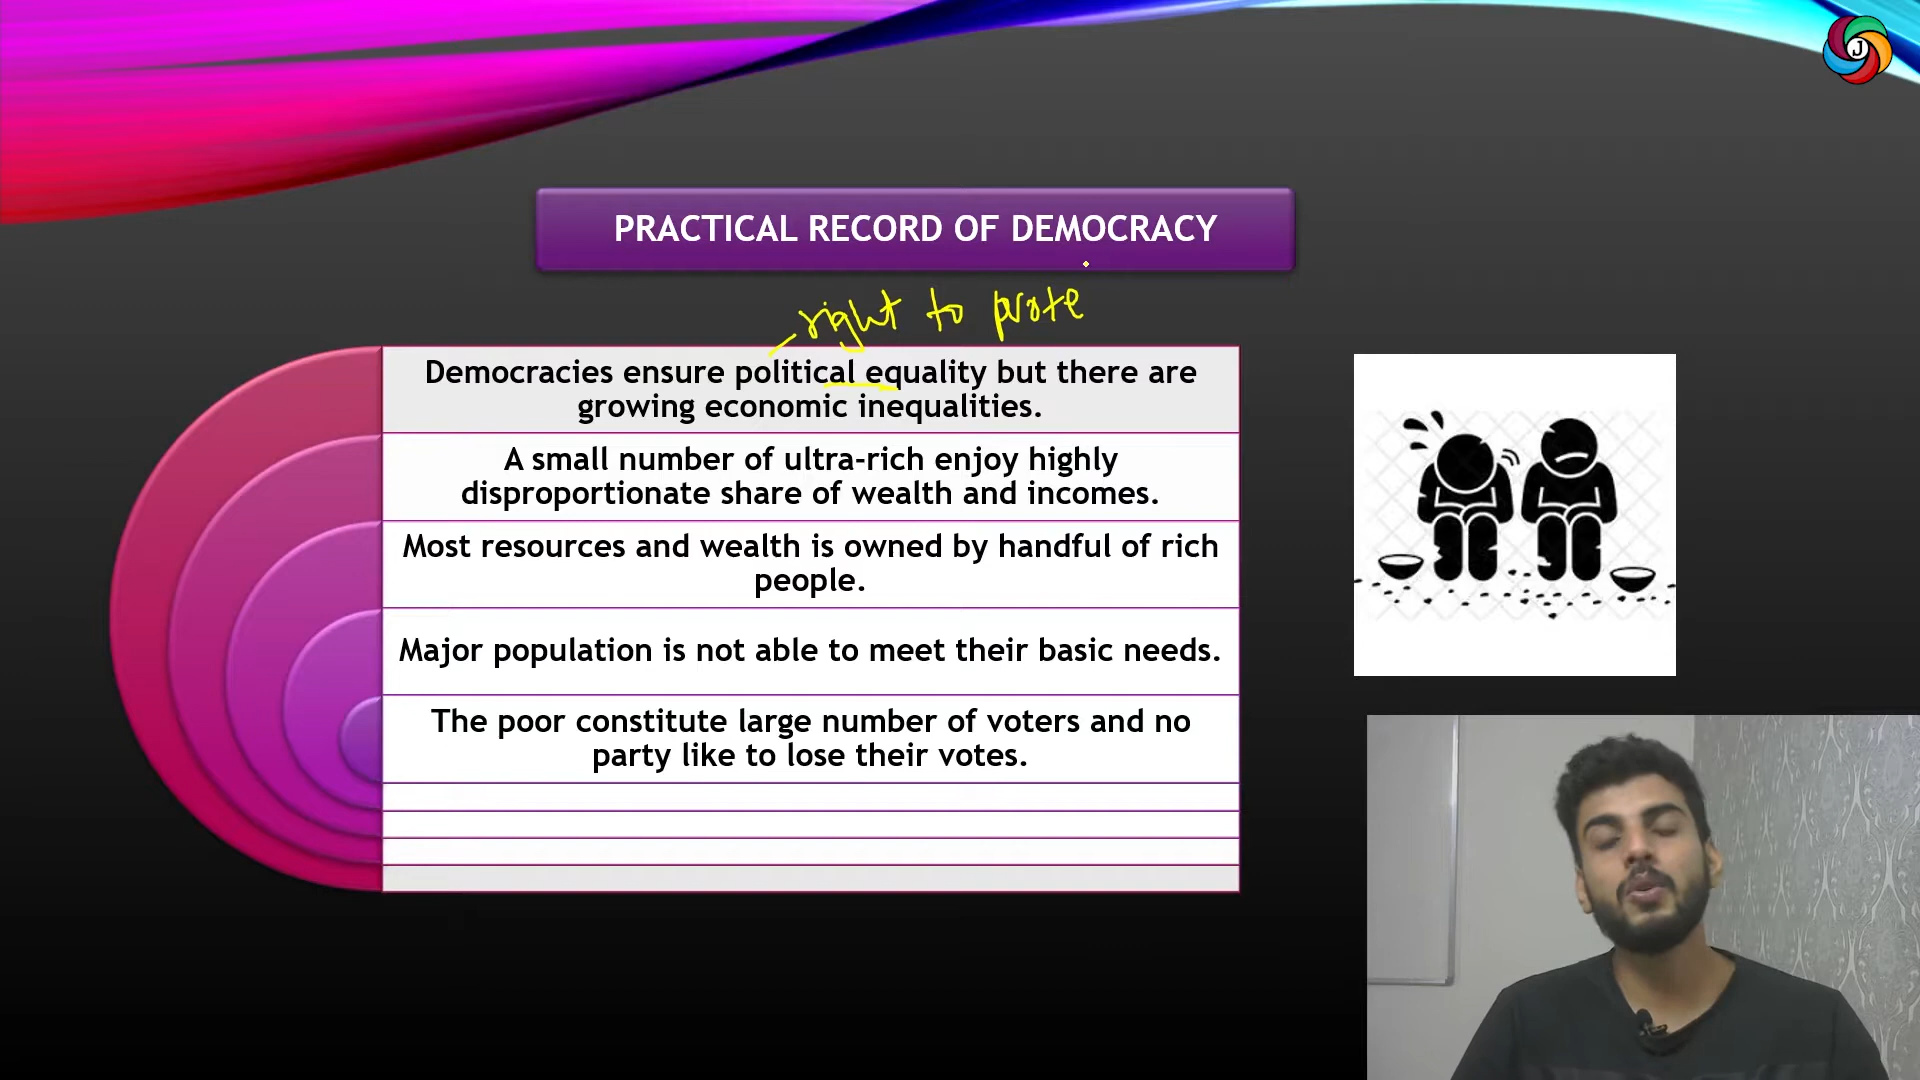 J
PRACTICAL RECORD OF DEMOCRACY
right to prote
Democracies ensure political equality but there are
growing economic inequalities.
A small number of ultra-rich enjoy highly
disproportionate share of wealth and incomes.
Most resources and wealth is owned by handful of rich
people.
Major population is not able to meet their basic needs.
The poor constitute large number of voters and no
party like to lose their votes.